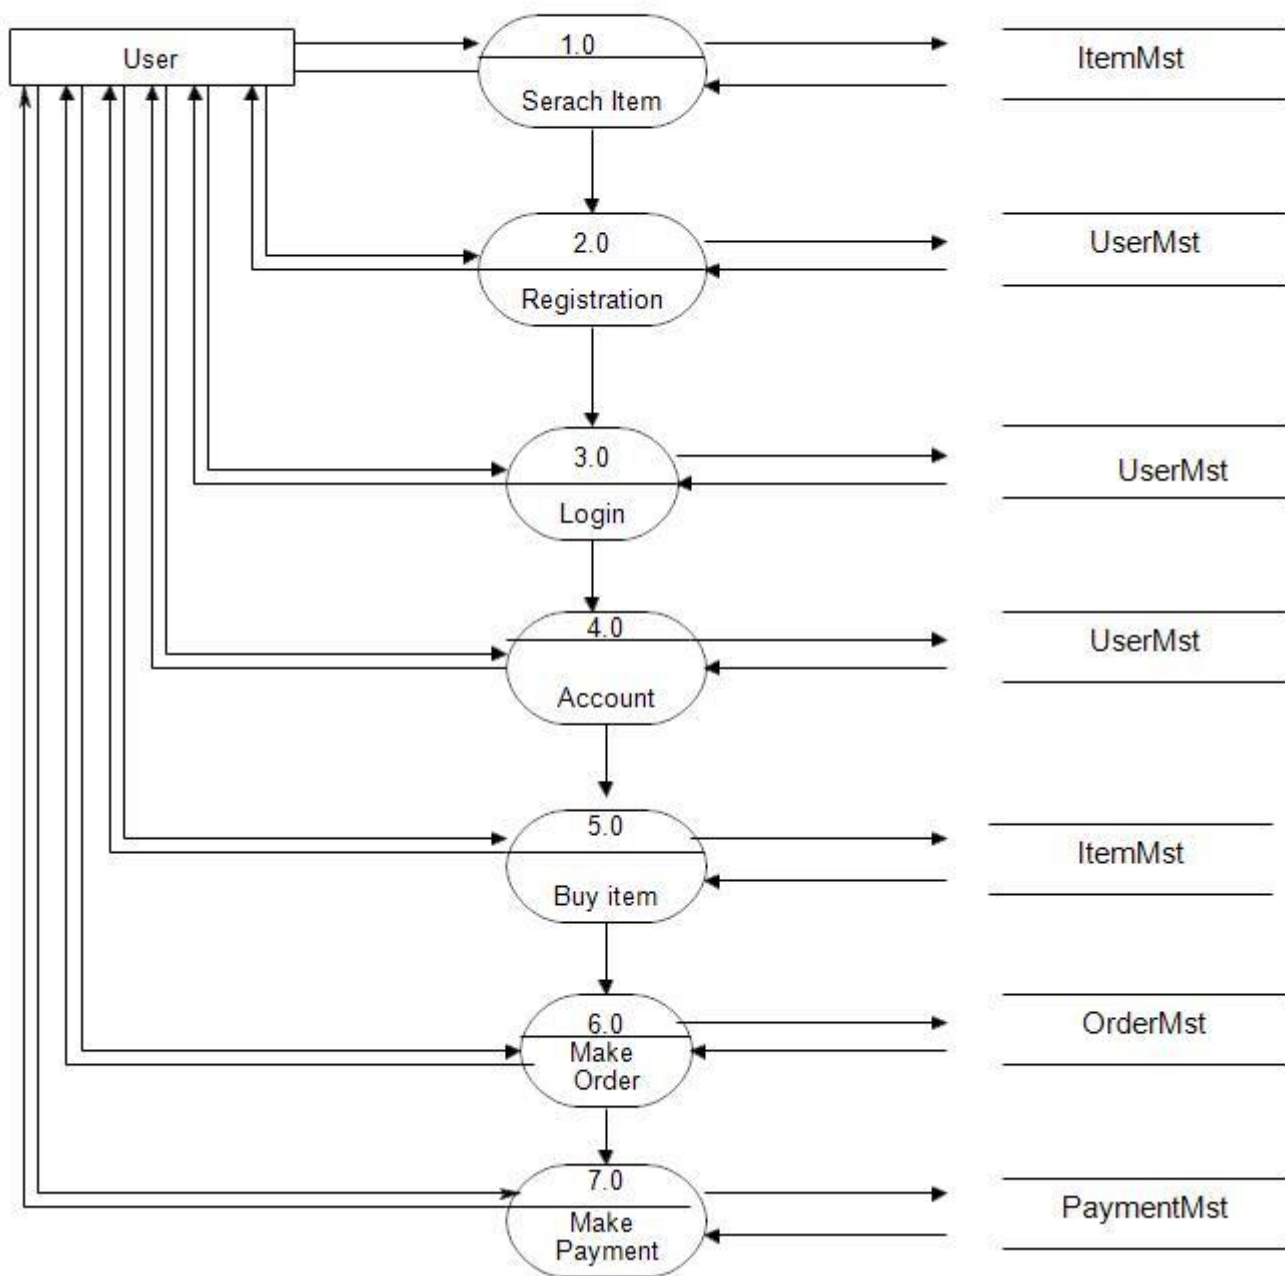 User
1.0
Serach Item
ItemMst
2.0
Registration
UserMst
3.0
Login
UserMst
4.0
Account
UserMst
5.0
Buy item
ItemMst
6.0
Make
Order
OrderMst
7.0
Make
Payment
PaymentMst